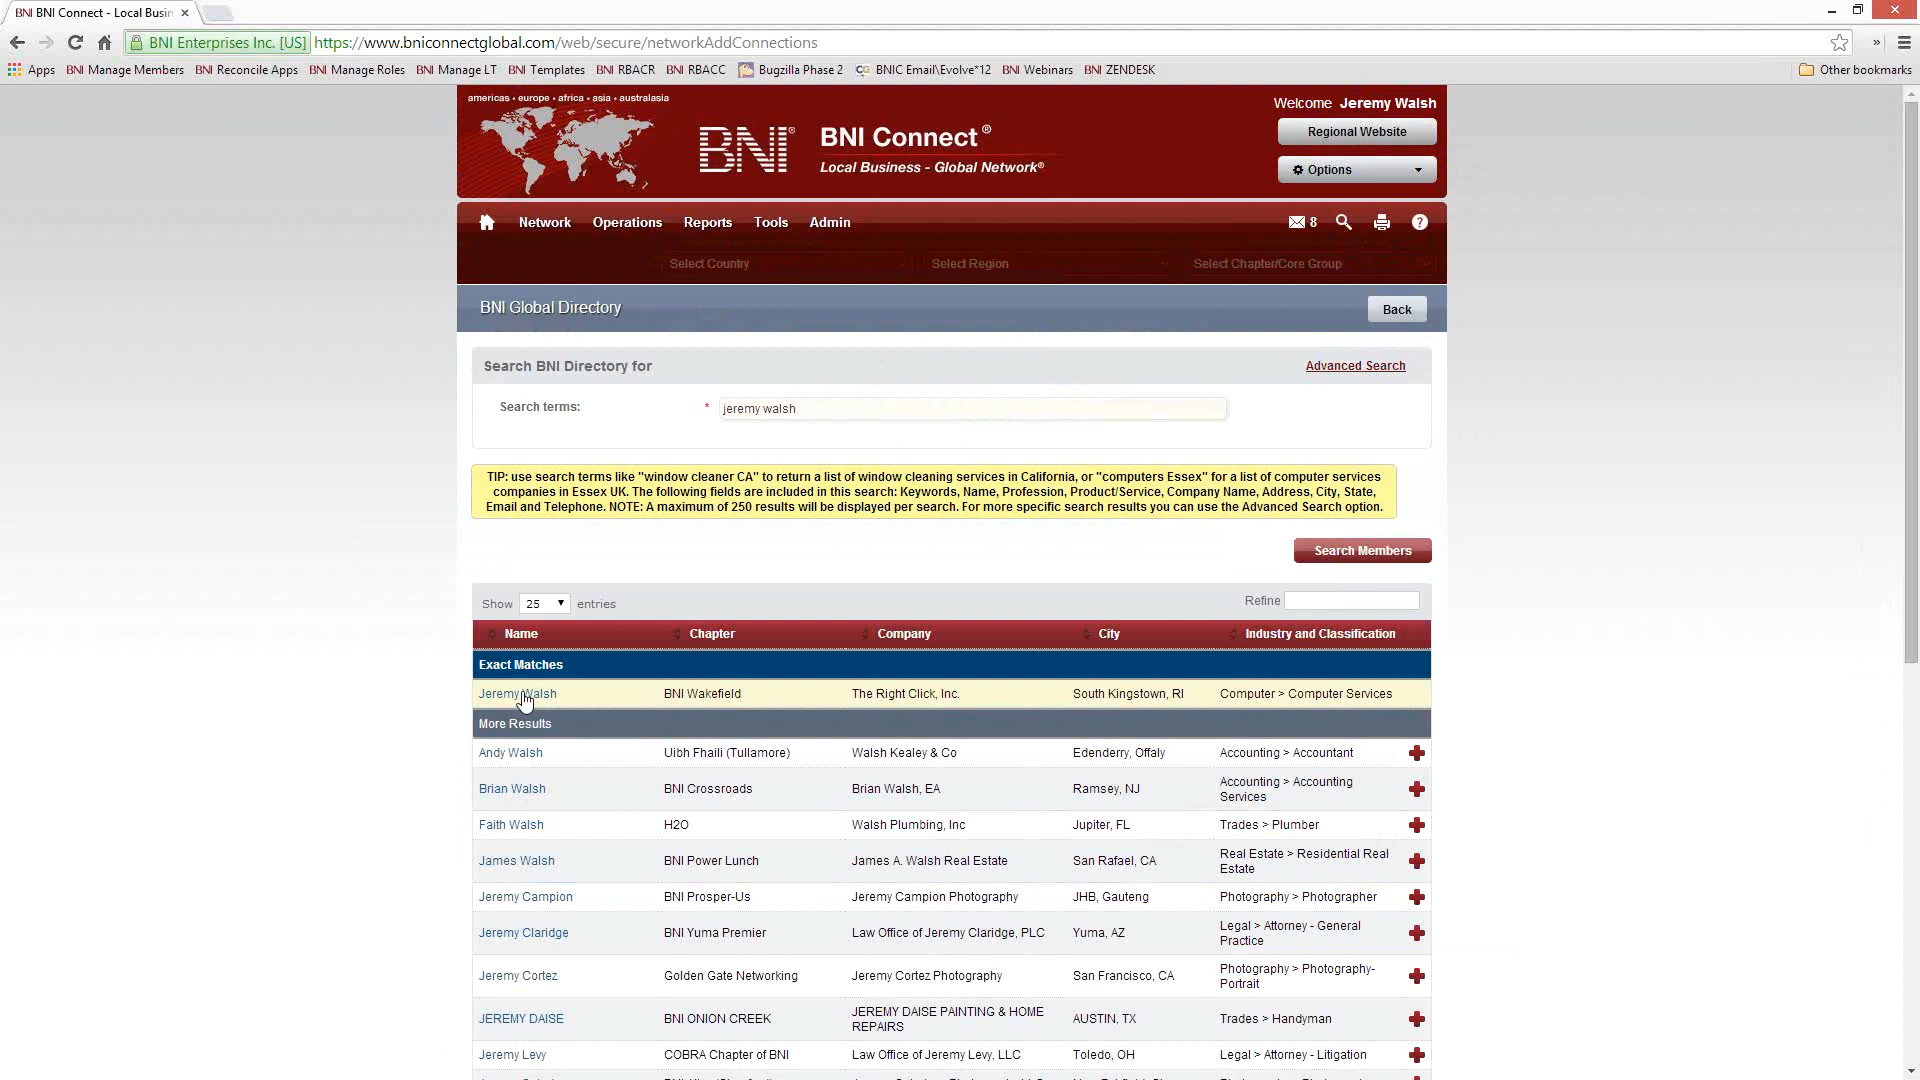 BNI BNI Connect - Local Busin
BNI Enterprises Inc. [US] https://www.bniconnectglobal.com/web/secure/networkAddConnections
Apps BNI Manage Members BNI Reconcile Apps BNI Manage Roles BNI Manage LT BNI Templates BNI RBACR BNI RBACC Bugzilla Phase 2 BNIC Email\Evolve*12 BNI Webinars BNI ZENDESK Other bookmarks
americas • europe • africa • asia • australasia
Welcome Jeremy Walsh
BNI® BNI Connect®
Local Business - Global Network®
Regional Website
Options
Network Operations Reports Tools Admin 8
Select Country Select Region Select Chapter/Core Group
BNI Global Directory Back
Search BNI Directory for Advanced Search
Search terms: * jeremy walsh
TIP: use search terms like "window cleaner CA" to return a list of window cleaning services in California, or "computers Essex" for a list of computer services
companies in Essex UK. The following fields are included in this search: Keywords, Name, Profession, Product/Service, Company Name, Address, City, State,
Email and Telephone. NOTE: A maximum of 250 results will be displayed per search. For more specific search results you can use the Advanced Search option.
Search Members
Show 25 entries Refine
Name Chapter Company City Industry and Classification
Exact Matches
Jeremy Walsh BNI Wakefield The Right Click, Inc. South Kingstown, RI Computer > Computer Services
More Results
Andy Walsh Uibh Fhaili (Tullamore) Walsh Kealey & Co Edenderry, Offaly Accounting > Accountant
Brian Walsh BNI Crossroads Brian Walsh, EA Ramsey, NJ Accounting > Accounting
Services
Faith Walsh H2O Walsh Plumbing, Inc Jupiter, FL Trades > Plumber
James Walsh BNI Power Lunch James A. Walsh Real Estate San Rafael, CA Real Estate > Residential Real
Estate
Jeremy Campion BNI Prosper-Us Jeremy Campion Photography JHB, Gauteng Photography > Photographer
Jeremy Claridge BNI Yuma Premier Law Office of Jeremy Claridge, PLC Yuma, AZ Legal > Attorney - General
Practice
Jeremy Cortez Golden Gate Networking Jeremy Cortez Photography San Francisco, CA Photography > Photography-
Portrait
JEREMY DAISE BNI ONION CREEK JEREMY DAISE PAINTING & HOME
REPAIRS AUSTIN, TX Trades > Handyman
Jeremy Levy COBRA Chapter of BNI Law Office of Jeremy Levy, LLC Toledo, OH Legal > Attorney - Litigation